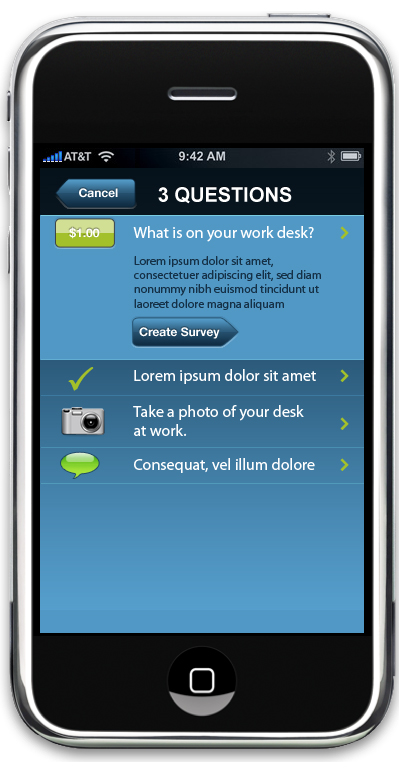 AT&T 9:42 AM
Cancel 3 QUESTIONS
$1.00 What is on your work desk?
Lorem ipsum dolor sit amet,
consectetuer adipiscing elit, sed diam
nonummy nibh euismod tincidunt ut
laoreet dolore magna aliquam
Create Survey
Lorem ipsum dolor sit amet
Take a photo of your desk
at work.
Consequat, vel illum dolore